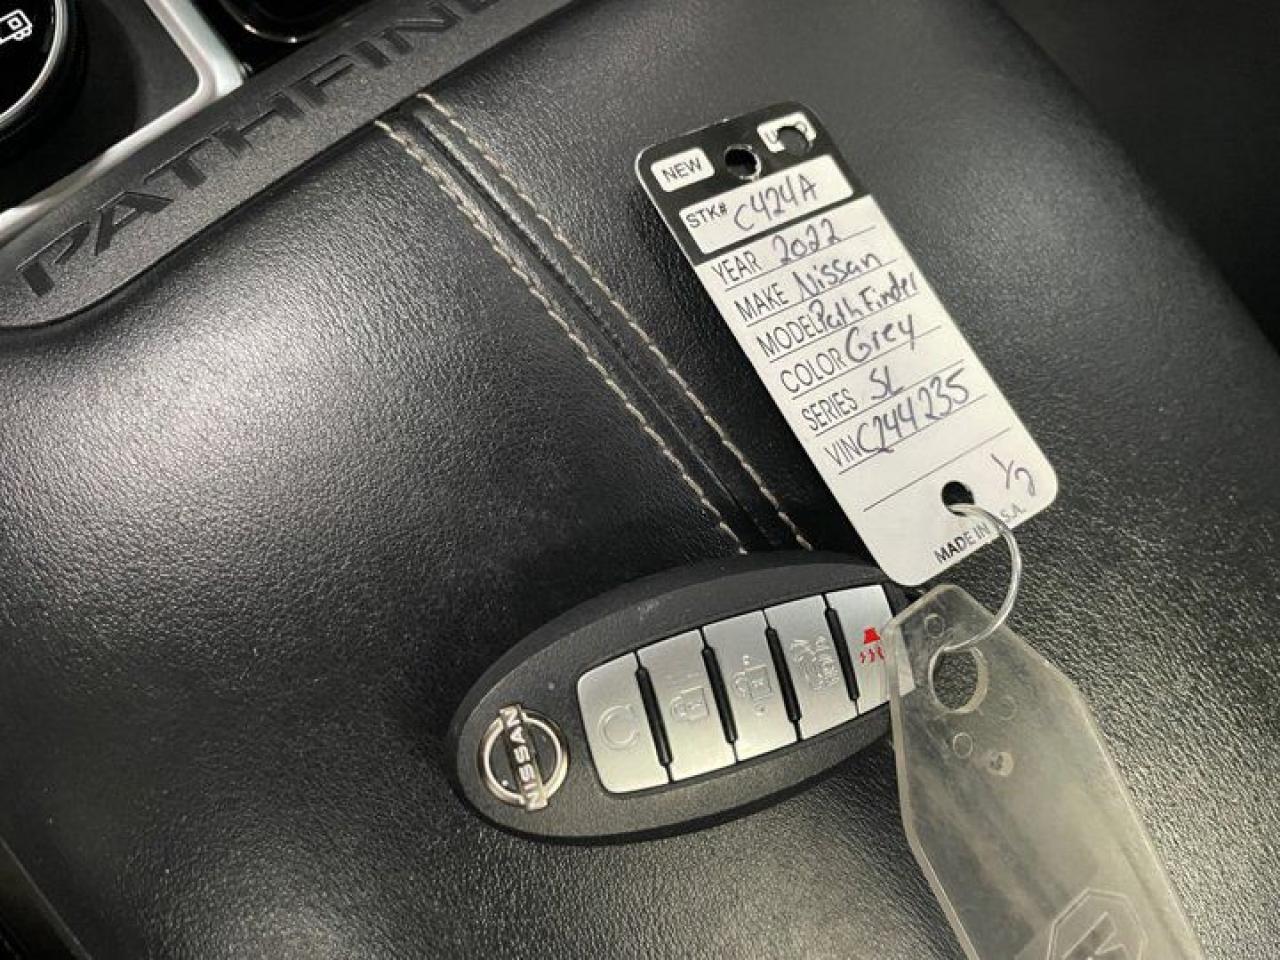 PATHFIN
NEW
STK# C424A
YEAR 2022
MAKE Nissan
MODEL Path Finder
COLOR Grey
SERIES SL
VIN C244235
1/2
MADE IN U.S.A.
NISSAN